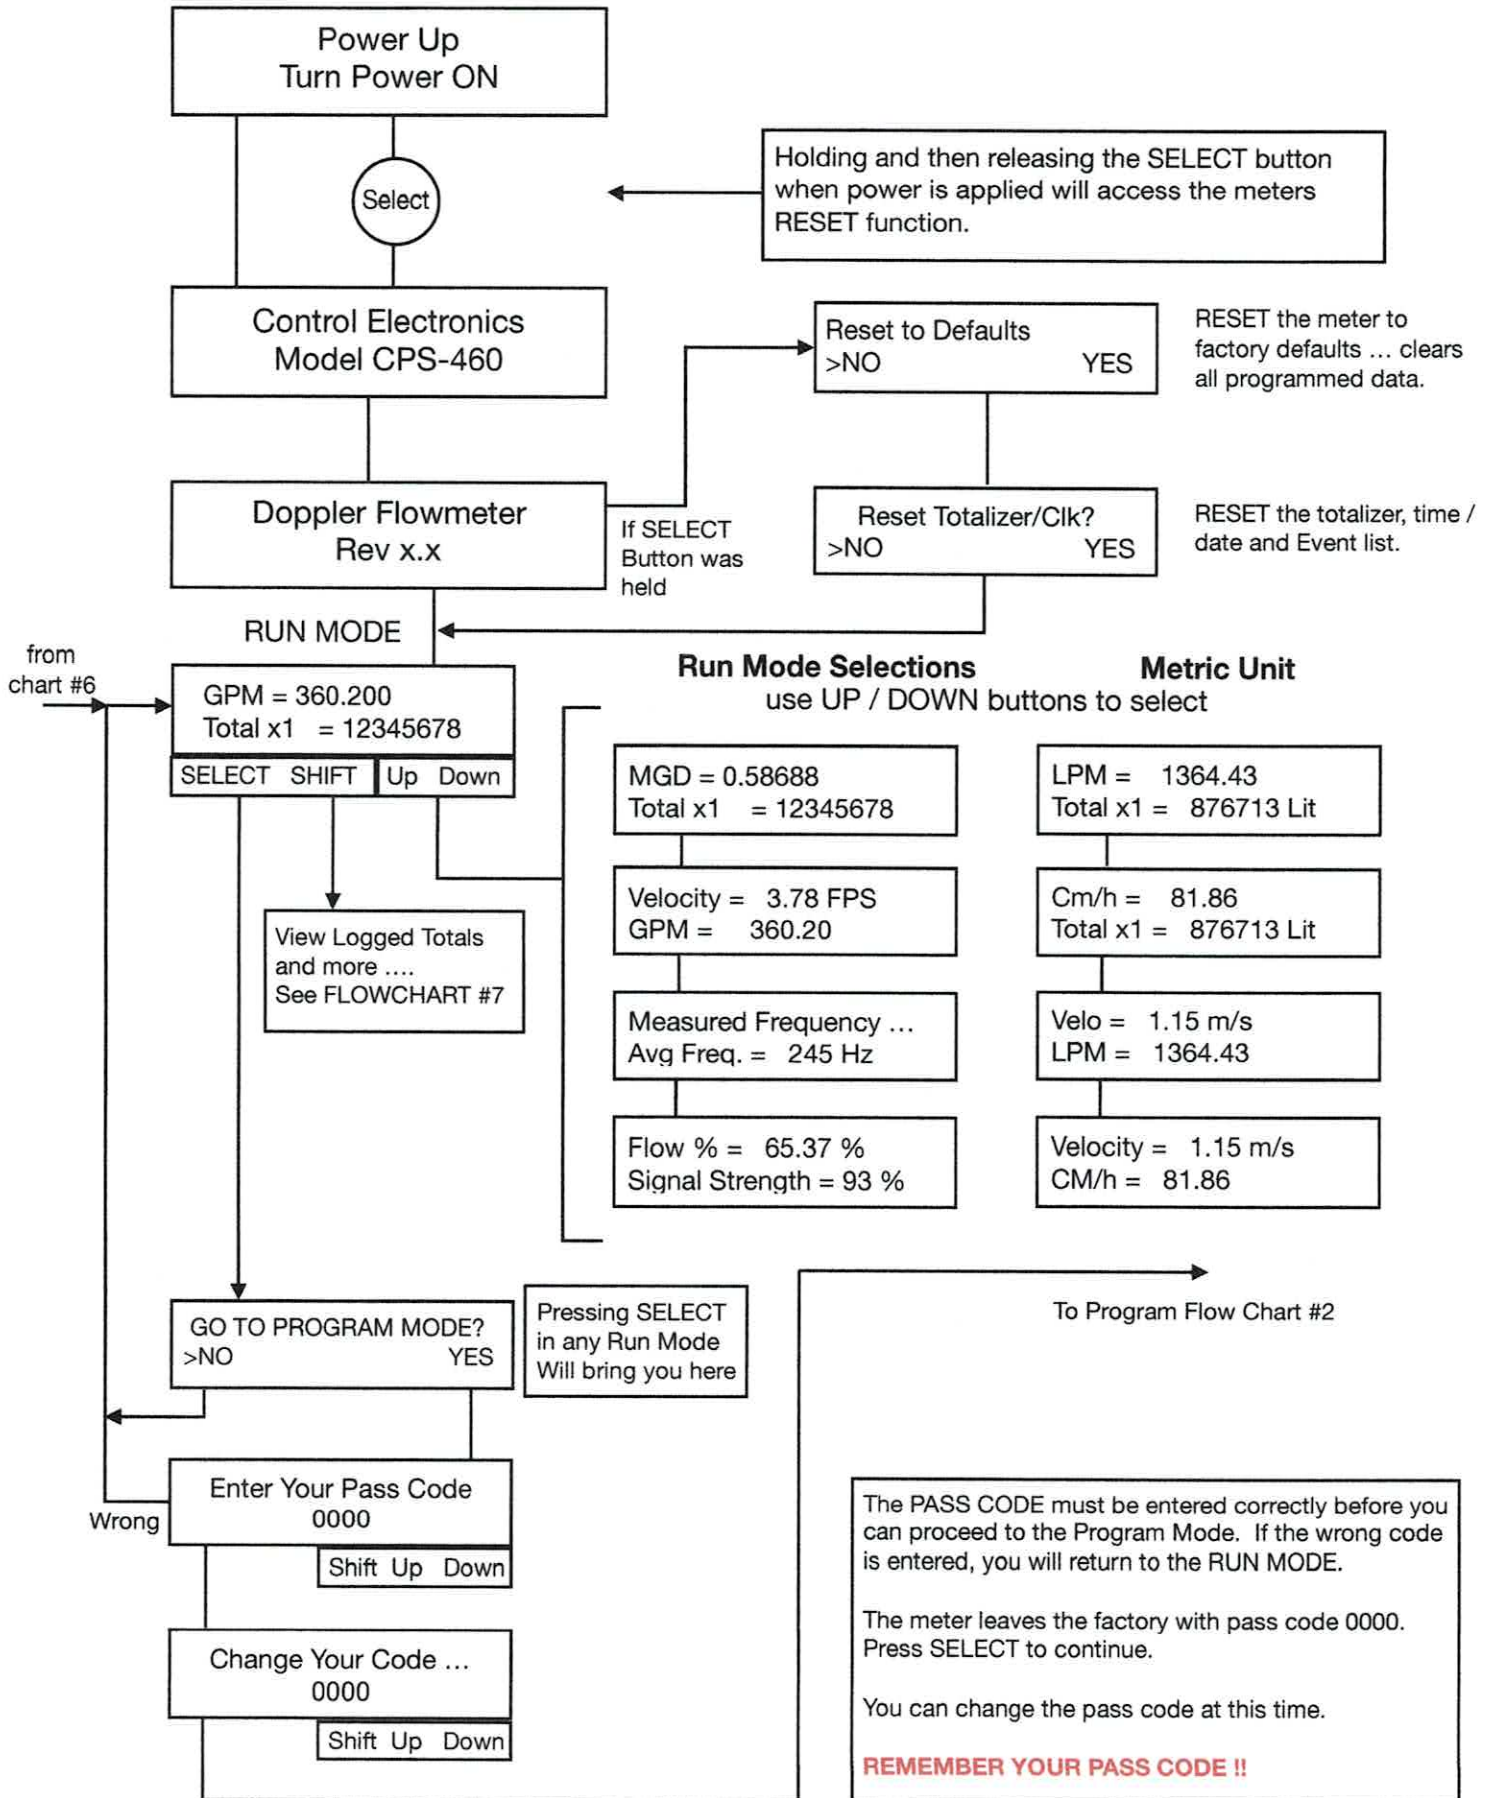 Power Up
Turn Power ON
Select
Holding and then releasing the SELECT button
when power is applied will access the meters
RESET function.
Control Electronics
Model CPS-460
Reset to Defaults
>NO YES
RESET the meter to
factory defaults ... clears
all programmed data.
Doppler Flowmeter
Rev x.x
If SELECT
Button was
held
Reset Totalizer/Clk?
>NO YES
RESET the totalizer, time /
date and Event list.
RUN MODE
from
chart #6
GPM = 360.200
Total x1 = 12345678
SELECT SHIFT Up Down
Run Mode Selections Metric Unit
use UP / DOWN buttons to select
MGD = 0.58688
Total x1 = 12345678
Velocity = 3.78 FPS
GPM = 360.20
Measured Frequency ...
Avg Freq. = 245 Hz
Flow % = 65.37 %
Signal Strength = 93 %
LPM = 1364.43
Total x1 = 876713 Lit
Cm/h = 81.86
Total x1 = 876713 Lit
Velo = 1.15 m/s
LPM = 1364.43
Velocity = 1.15 m/s
CM/h = 81.86
View Logged Totals
and more ....
See FLOWCHART #7
GO TO PROGRAM MODE?
>NO YES
Pressing SELECT
in any Run Mode
Will bring you here
To Program Flow Chart #2
Enter Your Pass Code
0000
Wrong
Shift Up Down
Change Your Code ...
0000
Shift Up Down
The PASS CODE must be entered correctly before you
can proceed to the Program Mode. If the wrong code
is entered, you will return to the RUN MODE.
The meter leaves the factory with pass code 0000.
Press SELECT to continue.
You can change the pass code at this time.
REMEMBER YOUR PASS CODE !!